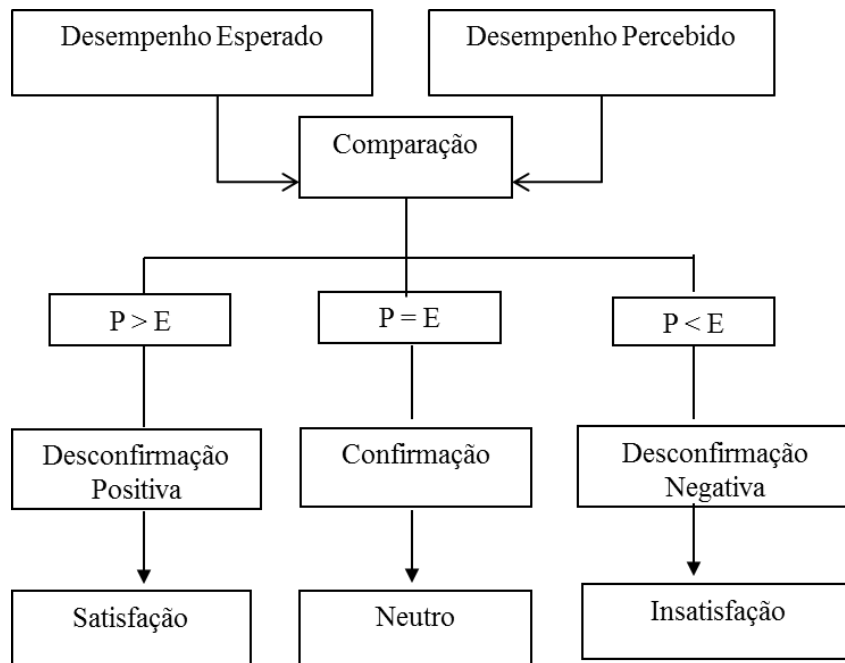 Desempenho Esperado
Desempenho Percebido
Comparação
P > E
P = E
P < E
Desconfirmação
Positiva
Confirmação
Desconfirmação
Negativa
Satisfação
Neutro
Insatisfação